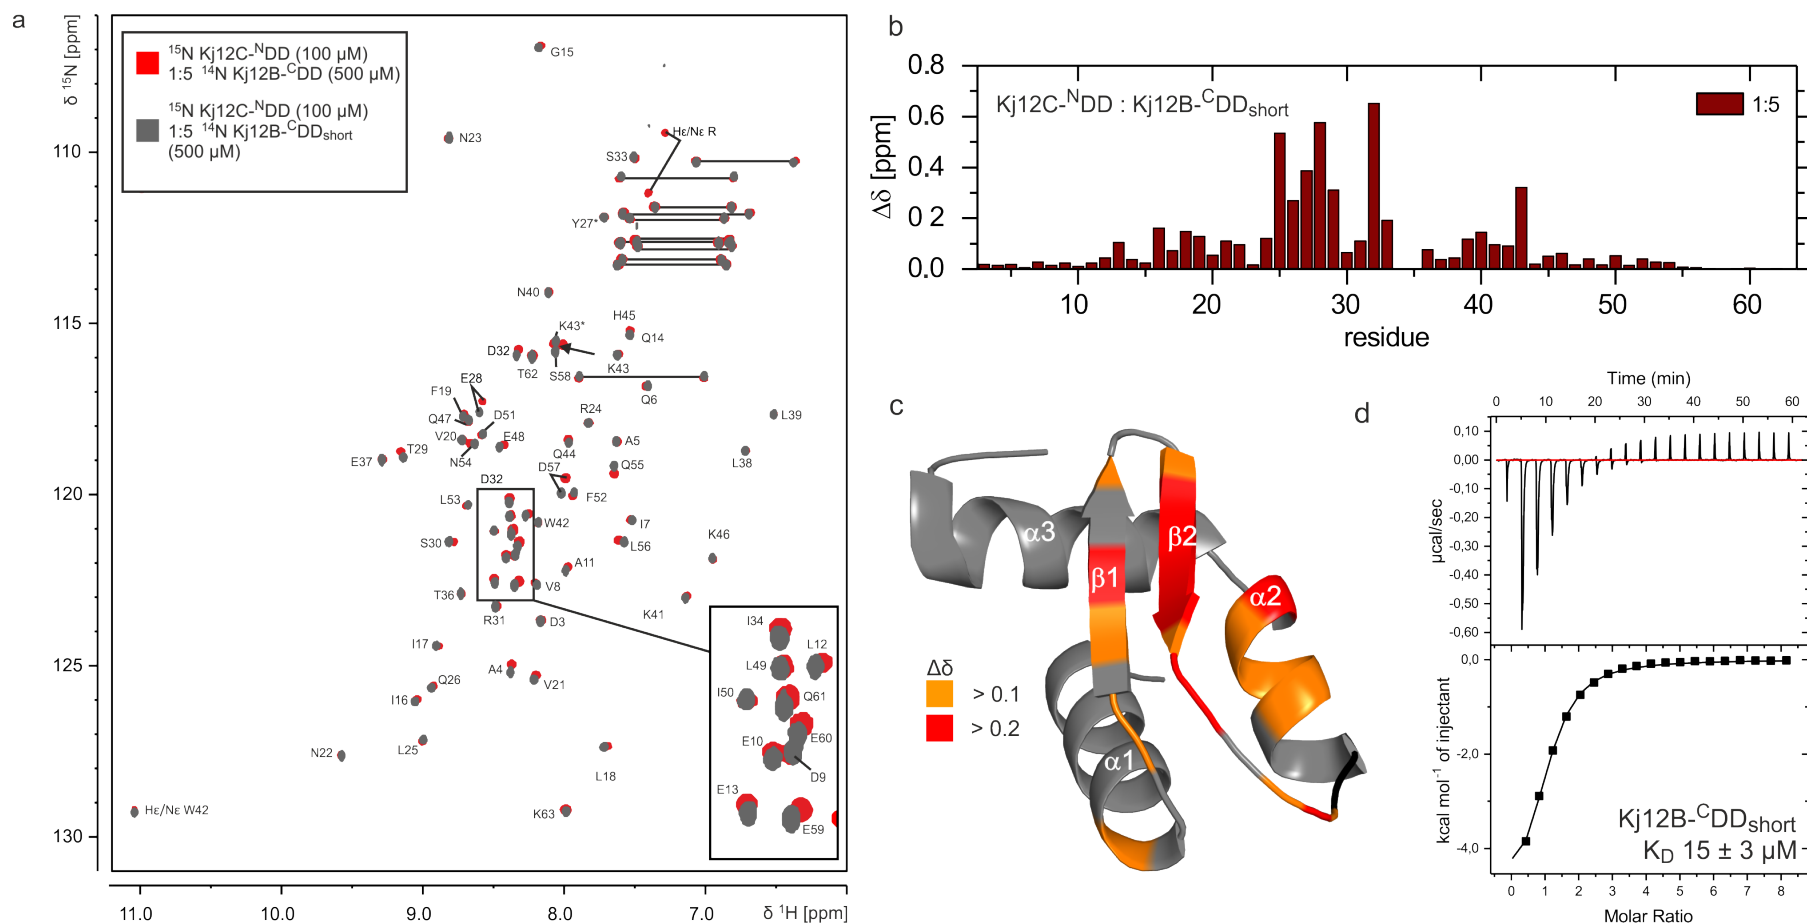 a
δ ¹⁵N [ppm]
¹⁵N Kj12C-ᴺDD (100 µM)
1:5 ¹⁴N Kj12B-ᶜDD (500 µM)
¹⁵N Kj12C-ᴺDD (100 µM)
1:5 ¹⁴N Kj12B-ᶜDDshort
(500 µM)
G15
N23
Hε/Nε R
S33
Y27*
N40
H45
K43*
Q14
D32
T62
S58
K43
E28
Q6
F19
R24
L39
Q47
D51
V20
E48
A5
T29
N54
Q44
L38
E37
D57
Q55
D32
F52
L53
W42
I7
K46
S30
L56
A11
T36
V8
R31
D3
K41
I17
A4
V21
Q26
I16
N22
L25
L18
Hε/Nε W42
K63
I34
L12
L49
I50
Q61
E10
E60
D9
E13
E59
110
115
120
125
130
11.0 10.0 9.0 8.0 7.0
δ ¹H [ppm]
b
Δδ [ppm]
0.8
0.6
0.4
0.2
0.0
Kj12C-ᴺDD : Kj12B-ᶜDDshort
1:5
10 20 30 40 50 60
residue
c
α3
β1
β2
α2
α1
Δδ
> 0.1
> 0.2
d
Time (min)
0 10 20 30 40 50 60
µcal/sec
0,10
0,00
-0,10
-0,20
-0,30
-0,40
-0,50
-0,60
kcal mol⁻¹ of injectant
0,0
-2,0
-4,0
Kj12B-ᶜDDshort
KD 15 ± 3 µM
0 1 2 3 4 5 6 7 8
Molar Ratio